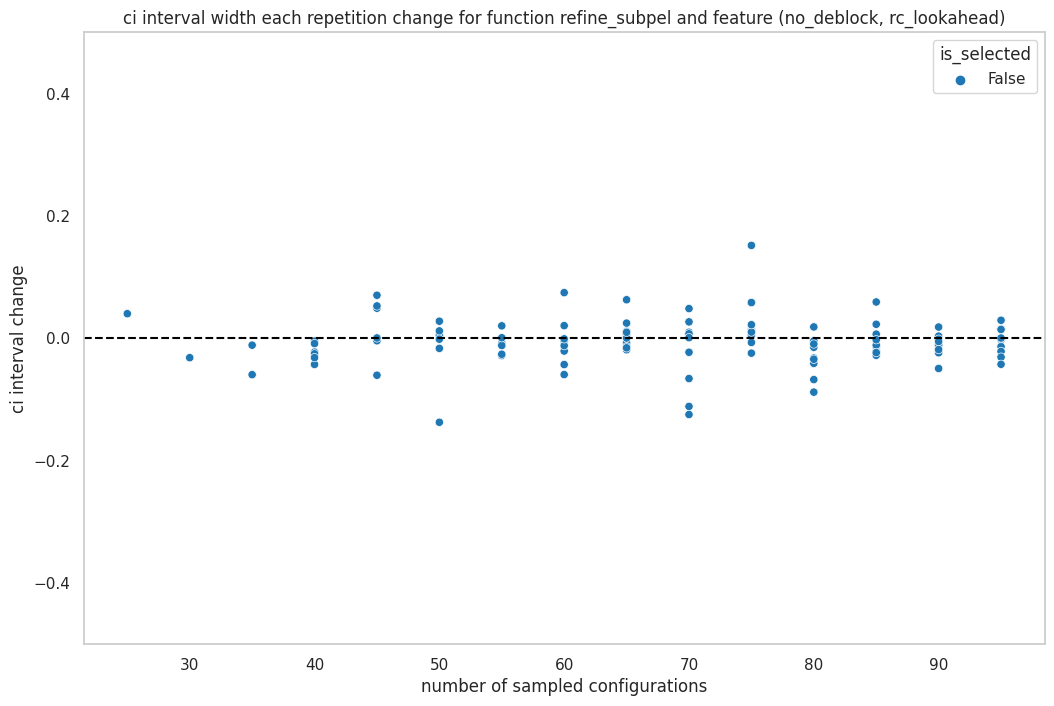 ci interval width each repetition change for function refine_subpel and feature (no_deblock, rc_lookahead)
is_selected
False
ci interval change
0.4
0.2
0.0
−0.2
−0.4
30 40 50 60 70 80 90
number of sampled configurations